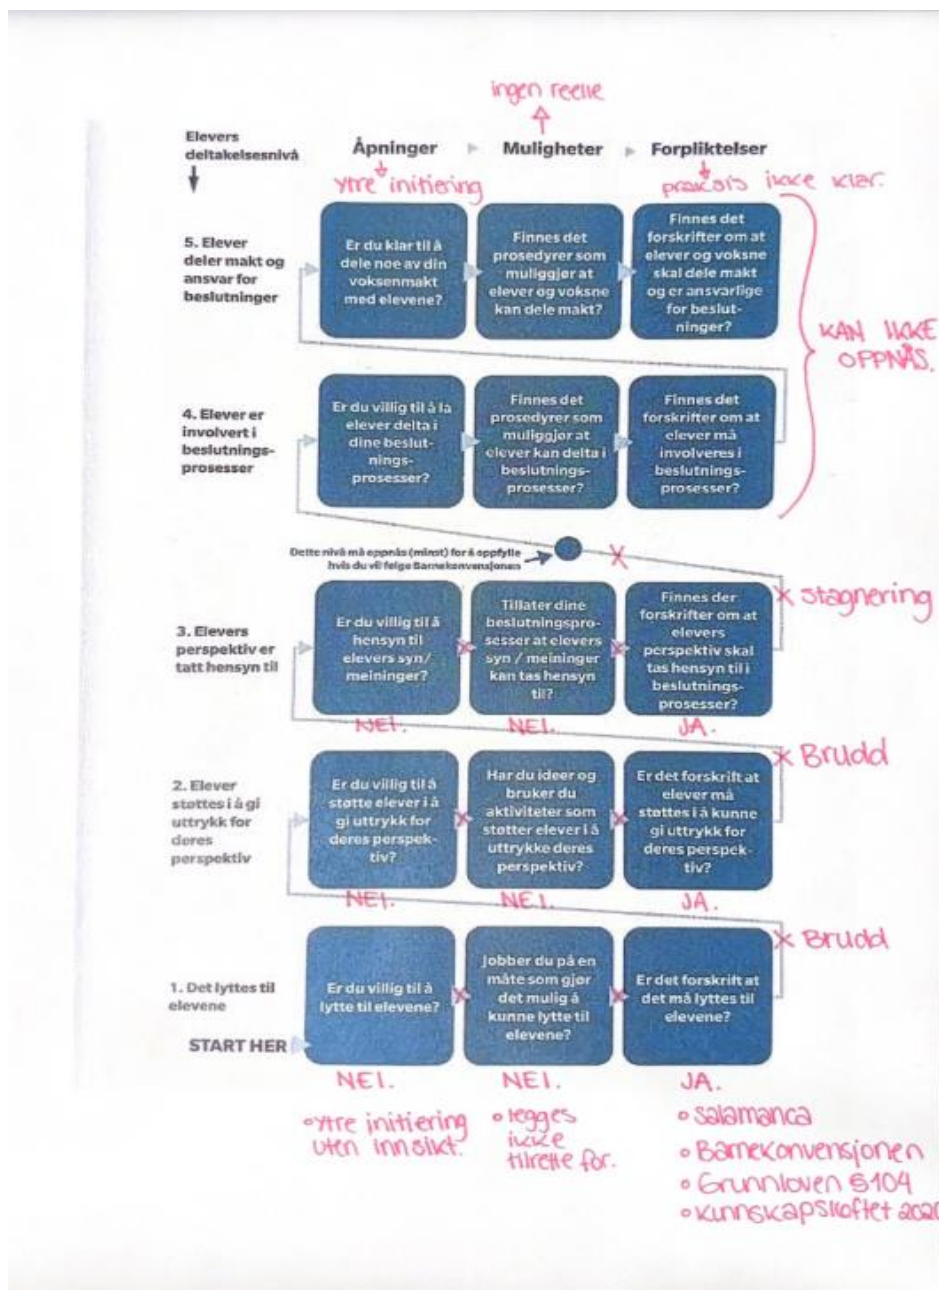 ingen reelle
Elevers
deltakelsesnivå
Åpninger
Muligheter
Forpliktelser
ytre initiering
praksis ikke klar.
5. Elever
deler makt og
ansvar for
beslutninger
Er du klar til å
dele noe av din
voksenmakt
med elevene?
Finnes det
prosedyrer som
muliggjør at
elever og voksne
kan dele makt?
Finnes det
forskrifter om at
elever og voksne
skal dele makt
og er ansvarlige
for beslut-
ninger?
KAN IKKE
OPPNÅS.
4. Elever er
involvert i
beslutnings-
prosesser
Er du villig til å la
elever delta i
dine beslut-
nings-
prosesser?
Finnes det
prosedyrer som
muliggjør at
elever kan delta i
beslutnings-
prosesser?
Finnes det
forskrifter om at
elever må
involveres i
beslutnings-
prosesser?
Dette nivå må oppnås (minst) for å oppfylle
hvis du vil følge Barnekonvensjonen
3. Elevers
perspektiv er
tatt hensyn til
Er du villig til å
hensyn til
elevers syn/
meininger?
Tillater dine
beslutningspro-
sesser at elevers
syn / meininger
kan tas hensyn
til?
Finnes der
forskrifter om at
elevers
perspektiv skal
tas hensyn til i
beslutnings-
prosesser?
stagnering
NEI.
NEI.
JA.
Brudd
2. Elever
støttes i å gi
uttrykk for
deres
perspektiv
Er du villig til å
støtte elever i å
gi uttrykk for
deres perspek-
tiv?
Har du ideer og
bruker du
aktiviteter som
støtter elever i å
uttrykke deres
perspektiv?
Er det forskrift at
elever må
støttes i å kunne
gi uttrykk for
deres perspek-
tiv?
NEI.
NEI.
JA.
Brudd
1. Det lyttes til
elevene
START HER
Er du villig til å
lytte til elevene?
Jobber du på en
måte som gjør
det mulig å
kunne lytte til
elevene?
Er det forskrift at
det må lyttes til
elevene?
NEI.
NEI.
JA.
ytre initiering
uten innsikt.
legges
ikke
tilrette for.
Salamanca
Barnekonvensjonen
Grunnloven §104
Kunnskapsløftet 2020